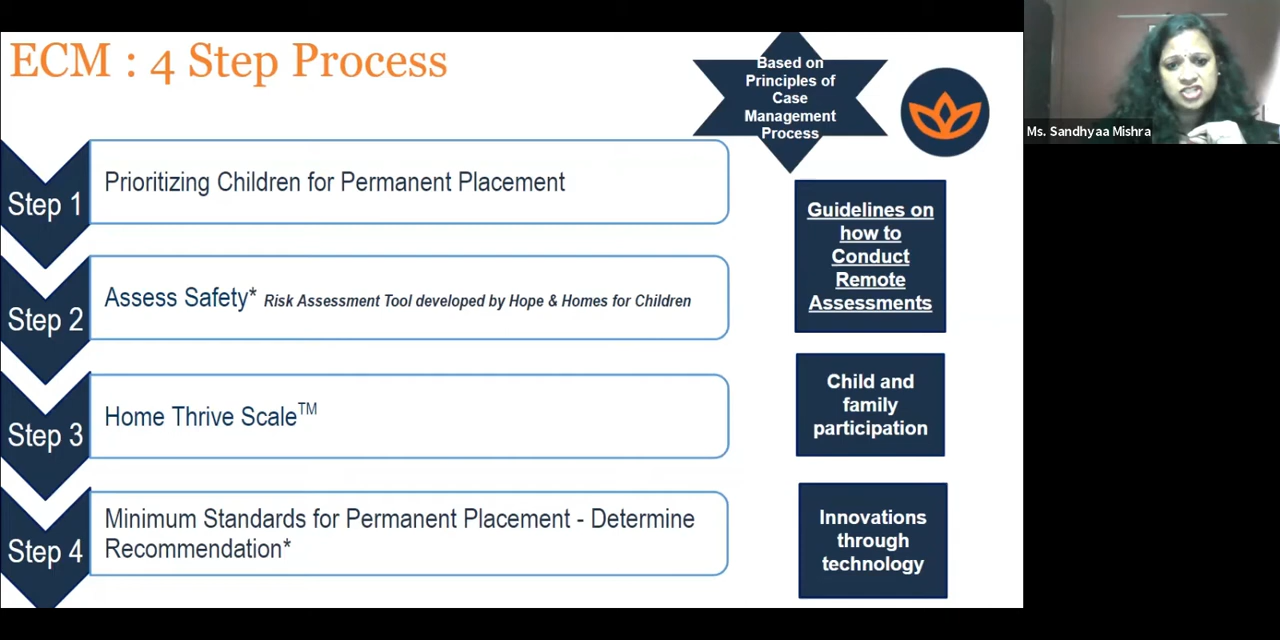 ECM : 4 Step Process
Based on
Principles of
Case
Management
Process
Ms. Sandhyaa Mishra
Step 1
Prioritizing Children for Permanent Placement
Step 2
Assess Safety* Risk Assessment Tool developed by Hope & Homes for Children
Step 3
Home Thrive Scale™
Step 4
Minimum Standards for Permanent Placement - Determine
Recommendation*
Guidelines on
how to
Conduct
Remote
Assessments
Child and
family
participation
Innovations
through
technology